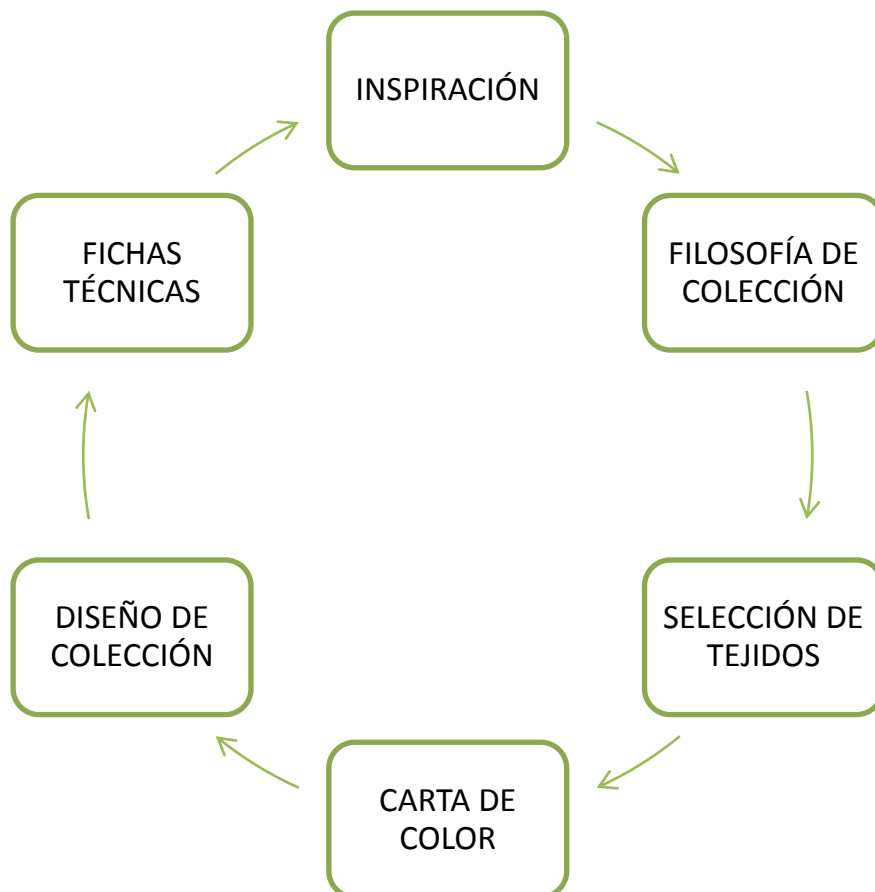 INSPIRACIÓN
FILOSOFÍA DE
COLECCIÓN
SELECCIÓN DE
TEJIDOS
CARTA DE
COLOR
DISEÑO DE
COLECCIÓN
FICHAS
TÉCNICAS